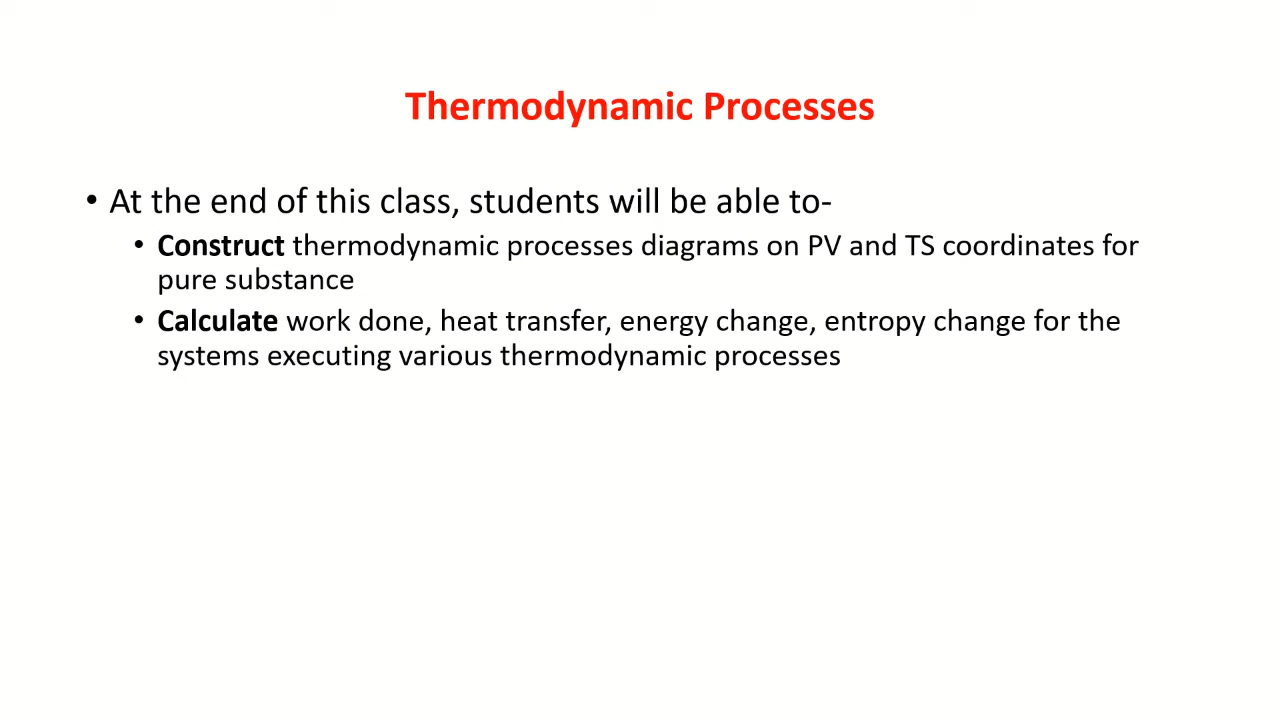 Thermodynamic Processes
• At the end of this class, students will be able to-
• Construct thermodynamic processes diagrams on PV and TS coordinates for
pure substance
• Calculate work done, heat transfer, energy change, entropy change for the
systems executing various thermodynamic processes